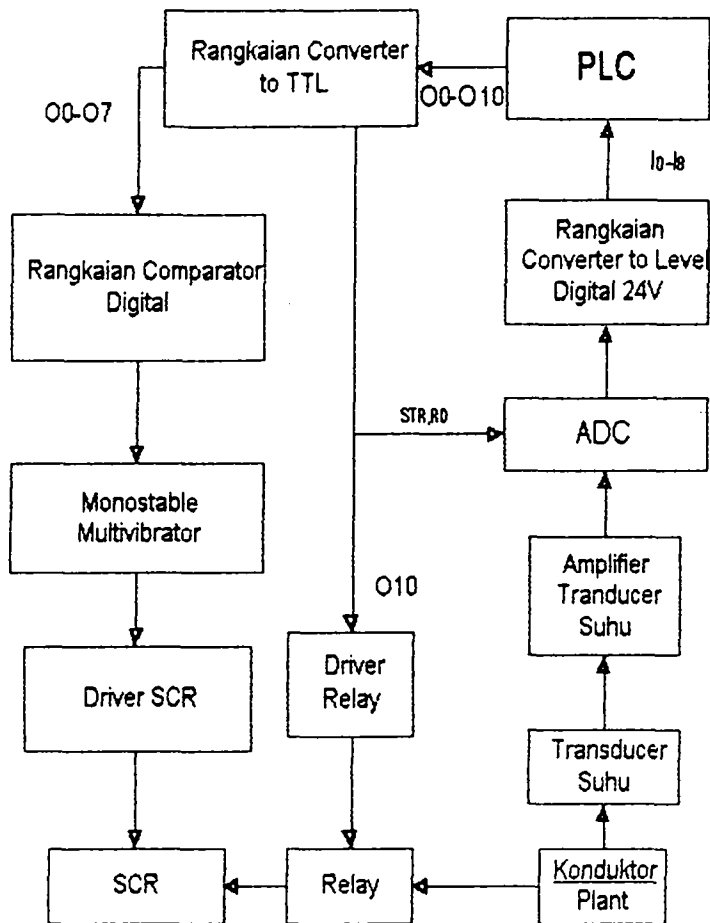 Rangkaian Converter
to TTL
PLC
O0-O7
O0-O10
I0-I8
Rangkaian Comparator
Digital
Rangkaian
Converter to Level
Digital 24V
STR,RD
ADC
Monostable
Multivibrator
Amplifier
Tranducer
Suhu
O10
Driver SCR
Driver
Relay
Transducer
Suhu
SCR
Relay
Konduktor
Plant